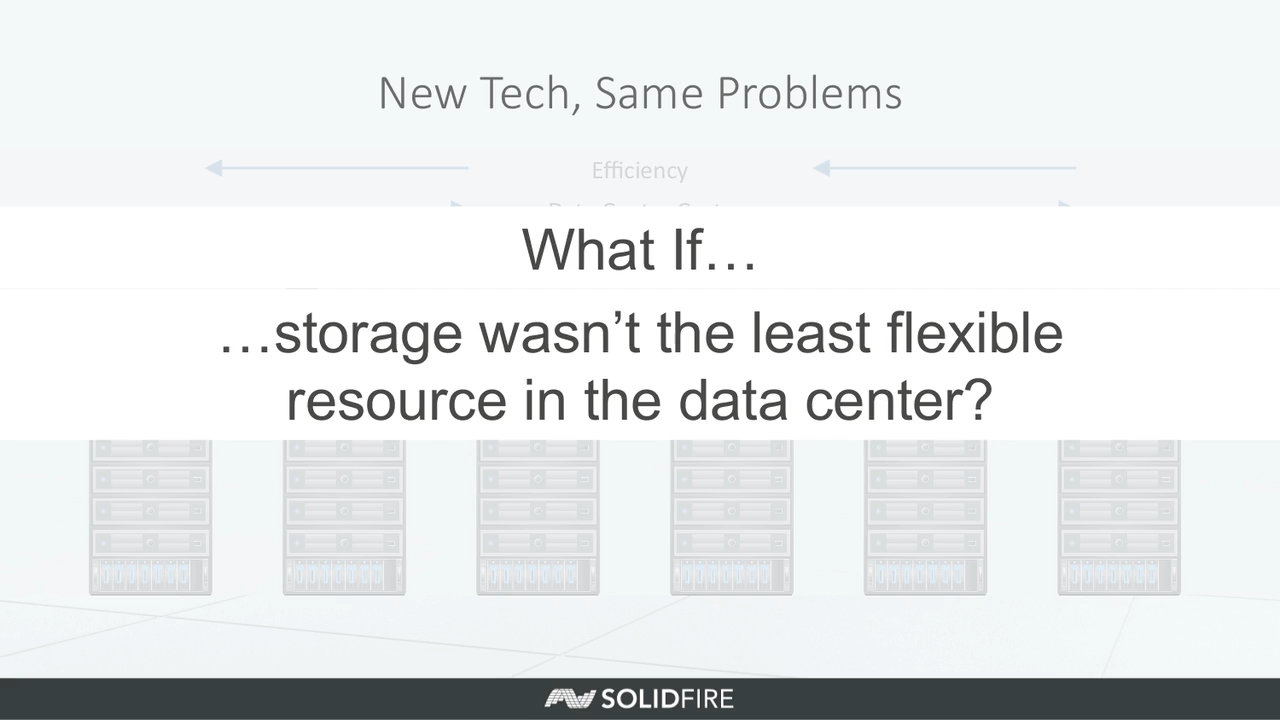 New Tech, Same Problems
Efficiency
What If…
…storage wasn’t the least flexible
resource in the data center?
SOLIDFIRE